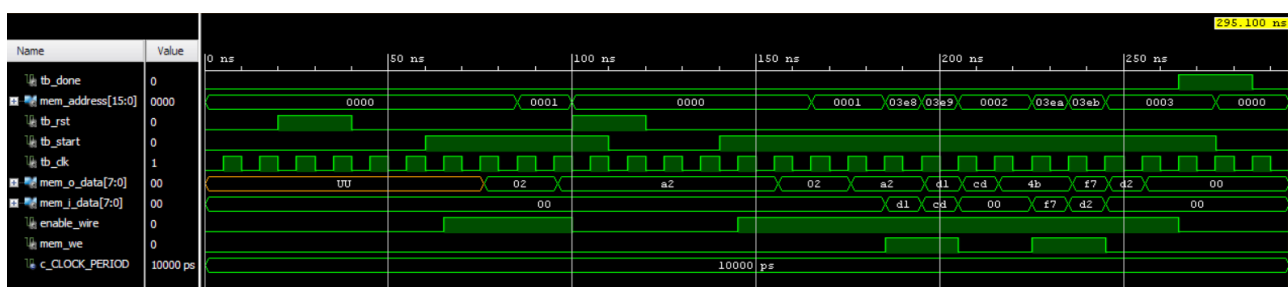 295.100 ns
Name Value
0 ns 50 ns 100 ns 150 ns 200 ns 250 ns
tb_done 0
mem_address[15:0] 0000 0000 0001 0000 0001 03e8 03e9 0002 03ea 03eb 0003 0000
tb_rst 0
tb_start 0
tb_clk 1
mem_o_data[7:0] 00 UU 02 a2 02 a2 d1 cd 4b f7 d2 00
mem_i_data[7:0] 00 00 d1 cd 00 f7 d2 00
enable_wire 0
mem_we 0
c_CLOCK_PERIOD 10000 ps 10000 ps